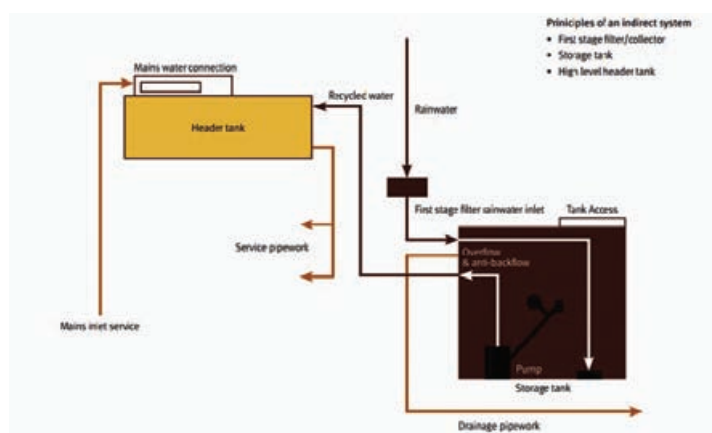 Priniciples of an indirect system
• First stage filter/collector
• Storage tank
• High level header tank
Mains water connection
Recycled water
Header tank
Rainwater
First stage filter rainwater inlet
Tank Access
Overflow
& anti-backflow
Service pipework
Mains inlet service
Pump
Storage tank
Drainage pipework